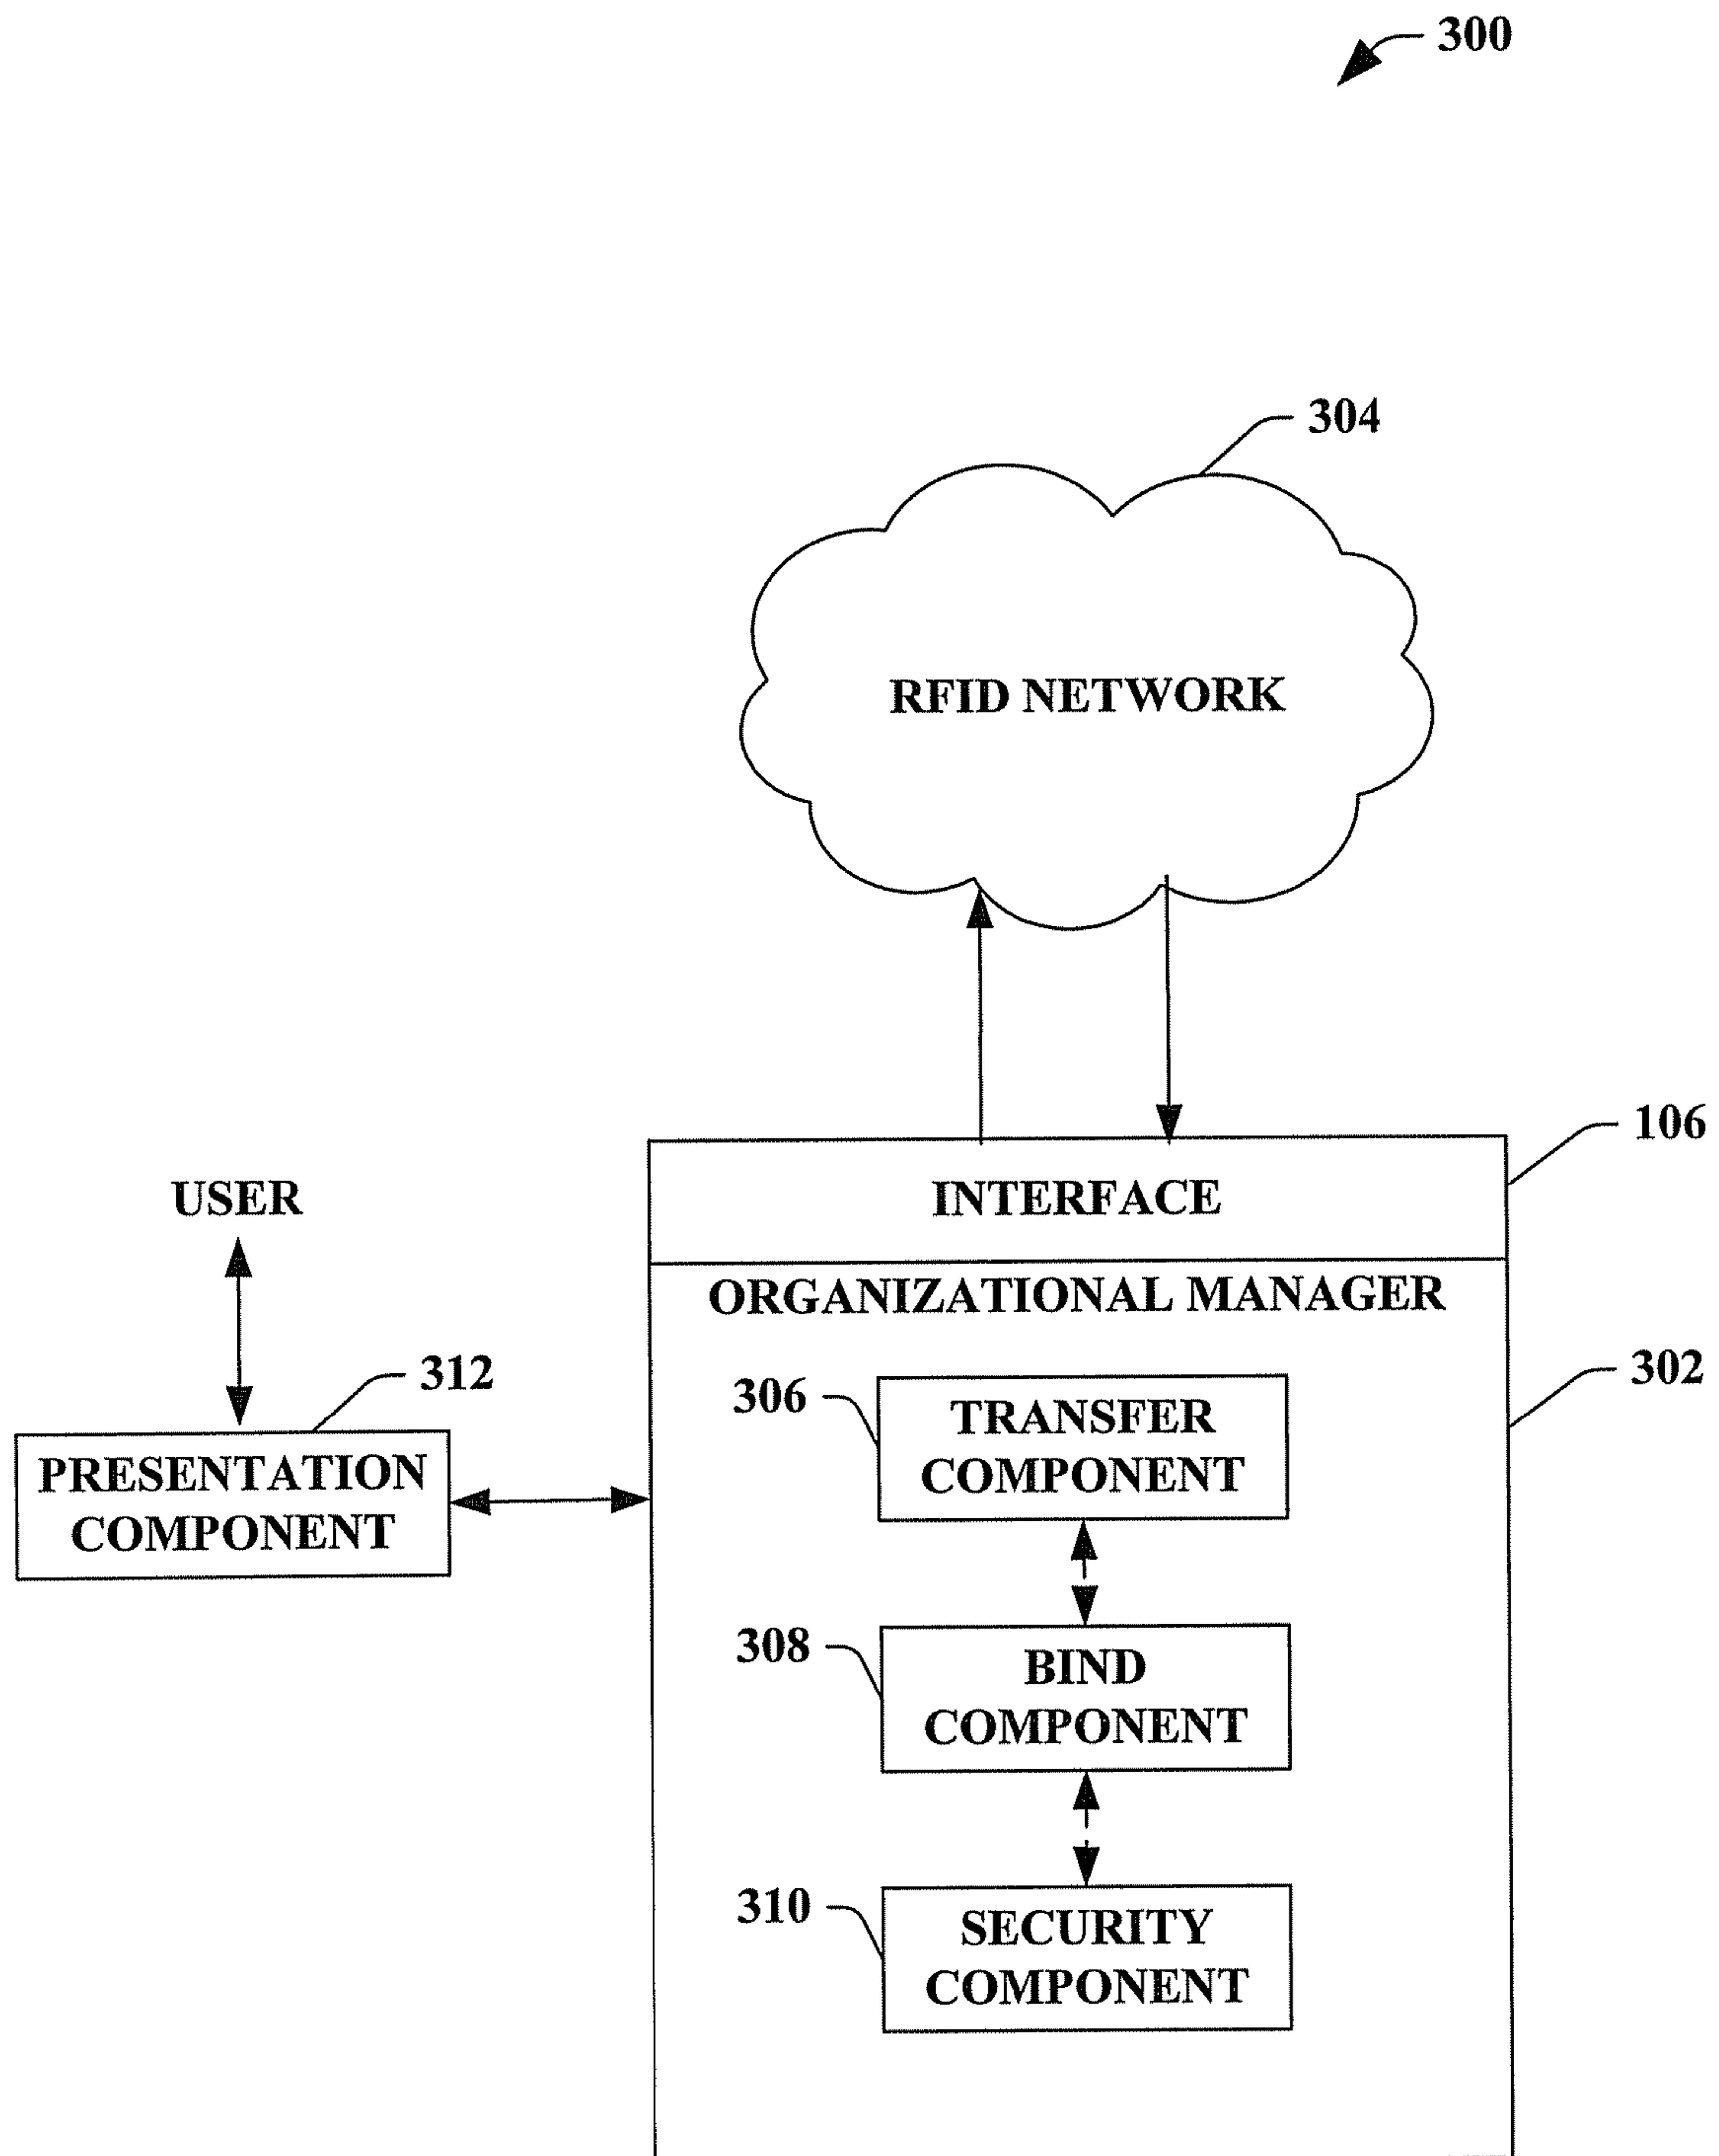 300
304
RFID NETWORK
106
INTERFACE
USER
ORGANIZATIONAL MANAGER
312
302
306
TRANSFER
COMPONENT
PRESENTATION
COMPONENT
308
BIND
COMPONENT
310
SECURITY
COMPONENT